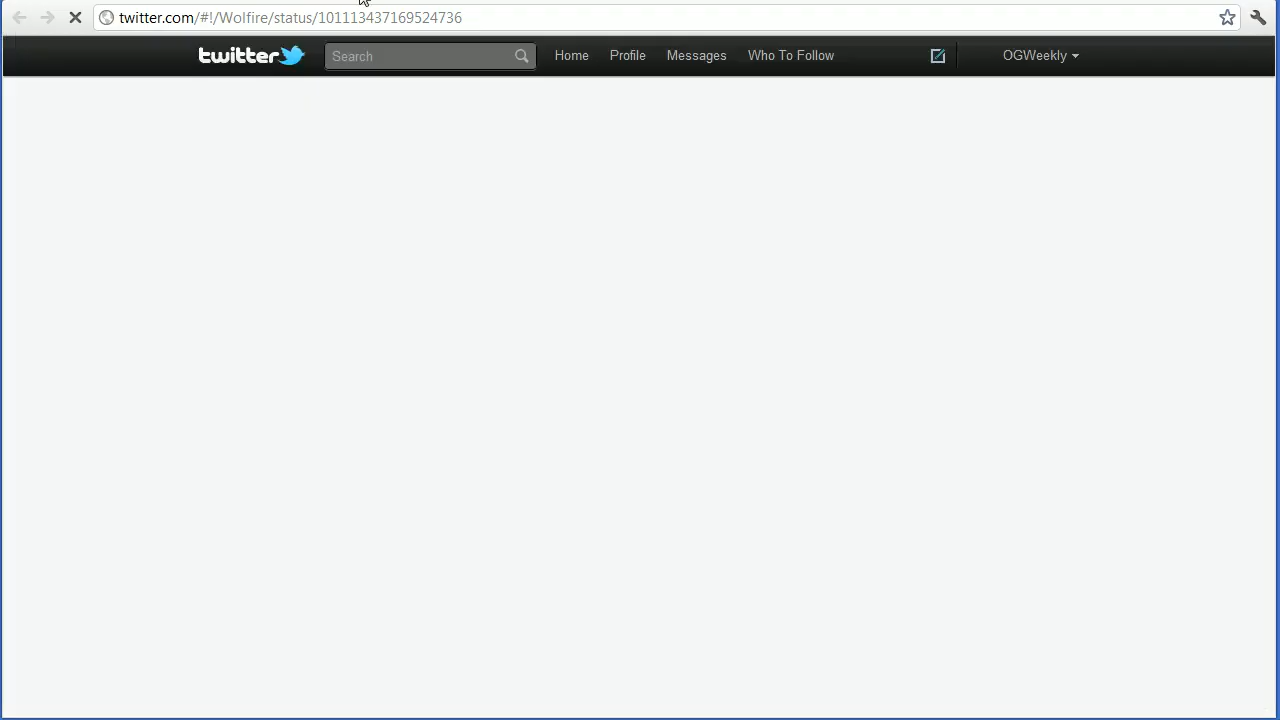 twitter.com/#!/Wolfire/status/101113437169524736
twitter Search Home Profile Messages Who To Follow OGWeekly